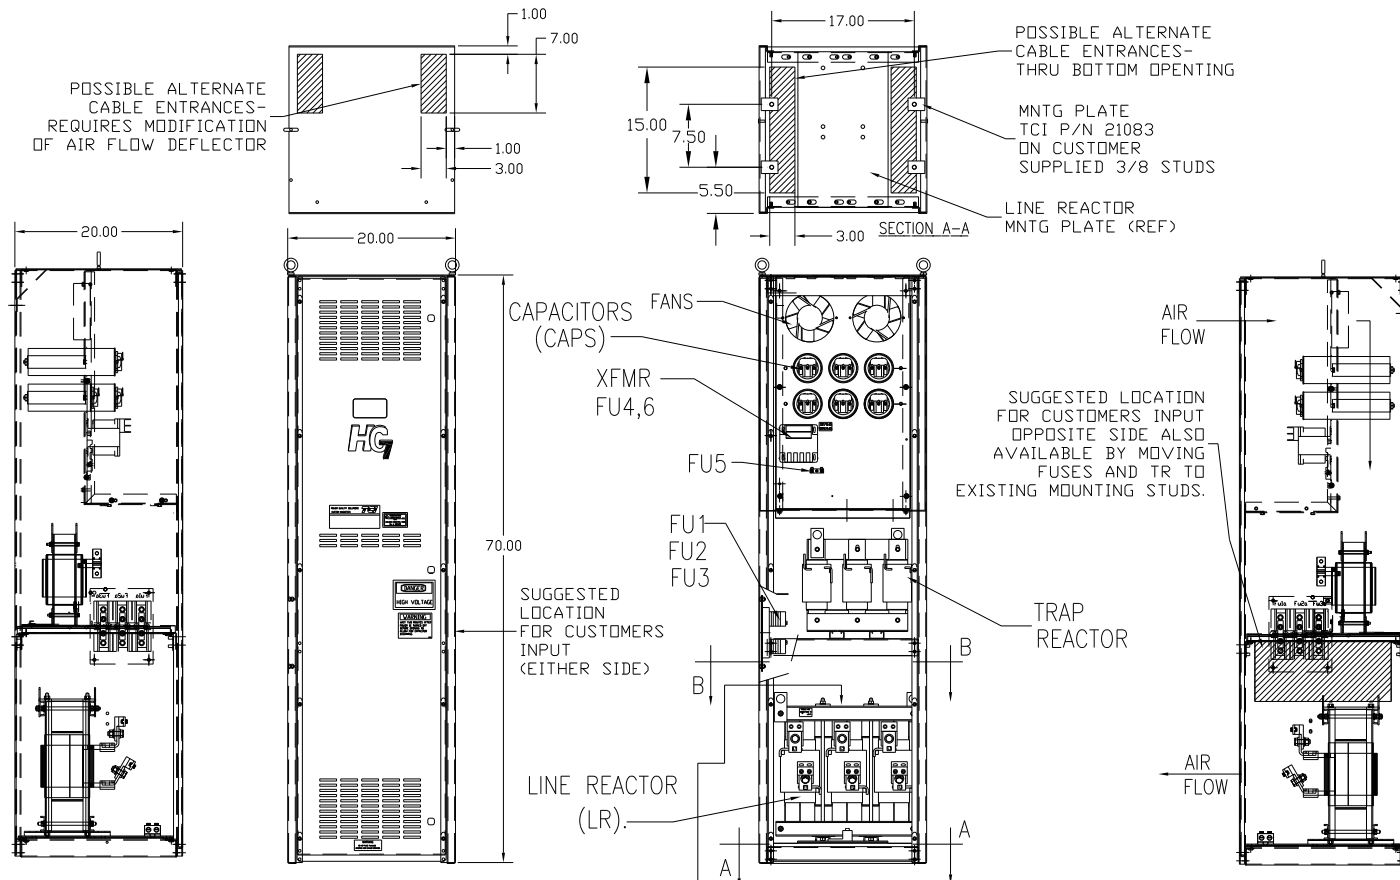 1.00
7.00
POSSIBLE ALTERNATE
CABLE ENTRANCES-
REQUIRES MODIFICATION
OF AIR FLOW DEFLECTOR
1.00
3.00
17.00
POSSIBLE ALTERNATE
CABLE ENTRANCES-
THRU BOTTOM OPENTING
15.00
7.50
5.50
MNTG PLATE
TCI P/N 21083
ON CUSTOMER
SUPPLIED 3/8 STUDS
LINE REACTOR
MNTG PLATE (REF)
3.00
SECTION A-A
20.00
20.00
70.00
HG7
TCI
DANGER
HIGH VOLTAGE
WARNING
SUGGESTED
LOCATION
FOR CUSTOMERS
INPUT
(EITHER SIDE)
CAPACITORS
(CAPS)
FANS
XFMR
FU4,6
FU5
FU1
FU2
FU3
TRAP
REACTOR
B
B
LINE REACTOR
(LR).
A
A
AIR
FLOW
SUGGESTED LOCATION
FOR CUSTOMERS INPUT
OPPOSITE SIDE ALSO
AVAILABLE BY MOVING
FUSES AND TR TO
EXISTING MOUNTING STUDS.
AIR
FLOW